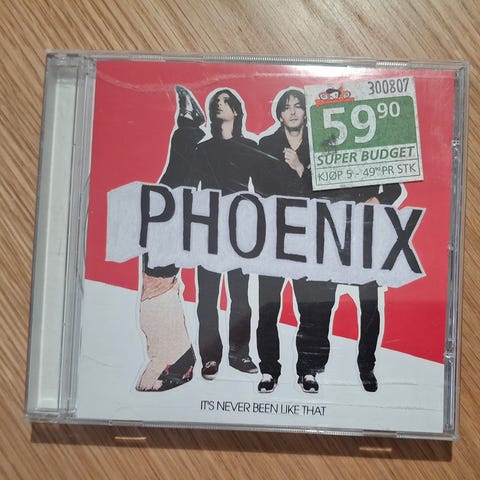 300807
59 90
SUPER BUDGET
KJØP 5 - 49 90 PR STK
PHOENIX
IT'S NEVER BEEN LIKE THAT